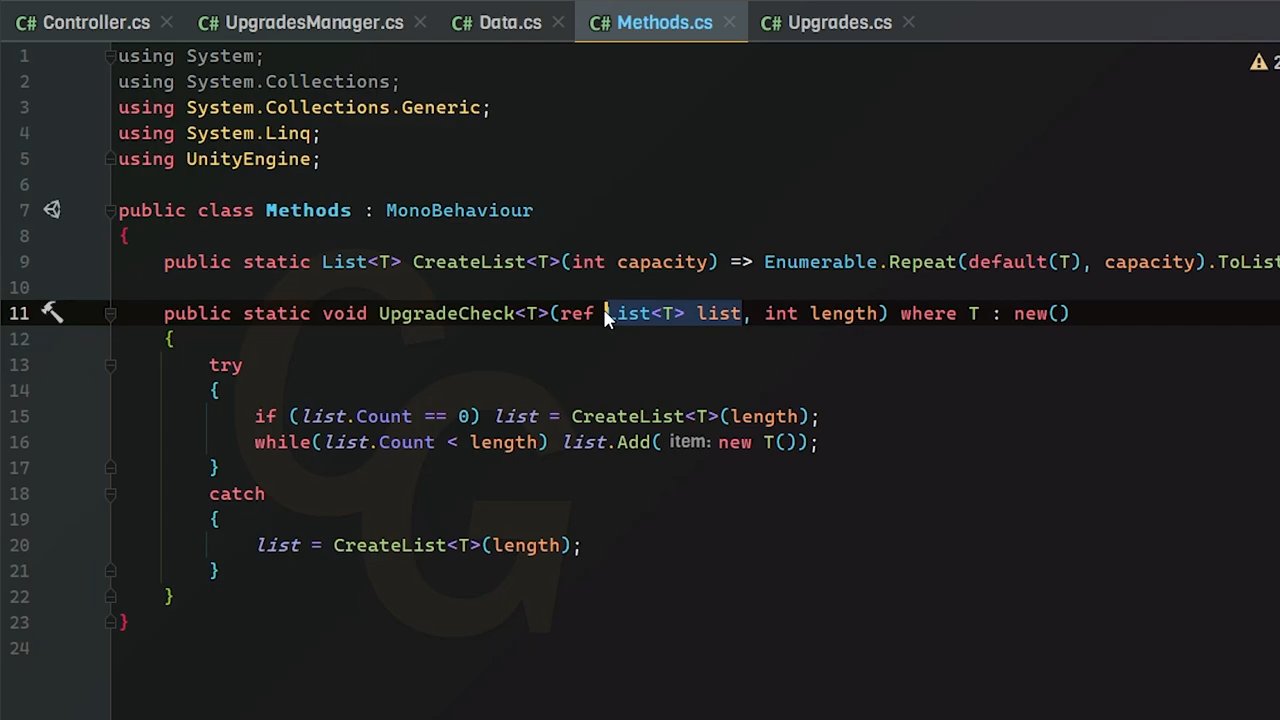 C# Controller.cs × C# UpgradesManager.cs × C# Data.cs × C# Methods.cs × C# Upgrades.cs ×
1 using System;
2 using System.Collections;
3 using System.Collections.Generic;
4 using System.Linq;
5 using UnityEngine;
6
7 public class Methods : MonoBehaviour
8 {
9 public static List<T> CreateList<T>(int capacity) => Enumerable.Repeat(default(T), capacity).ToList
10
11 public static void UpgradeCheck<T>(ref List<T> list, int length) where T : new()
12 {
13 try
14 {
15 if (list.Count == 0) list = CreateList<T>(length);
16 while(list.Count < length) list.Add( item: new T());
17 }
18 catch
19 {
20 list = CreateList<T>(length);
21 }
22 }
23 }
24
CG